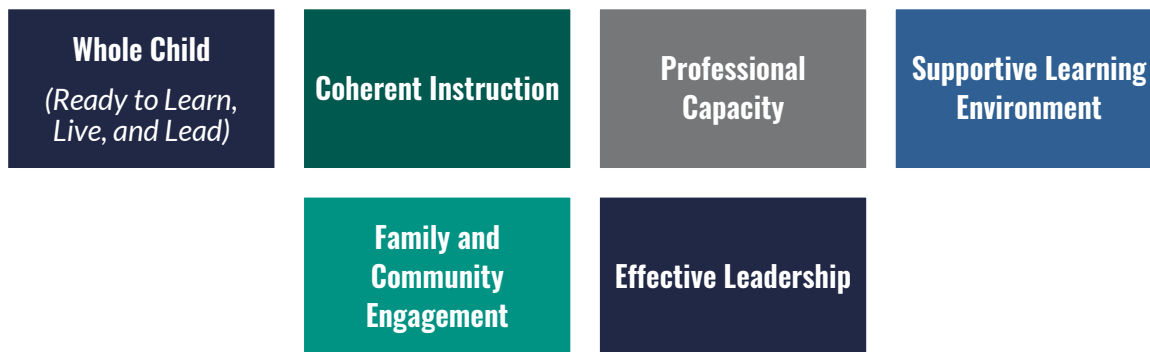 Whole Child
(Ready to Learn,
Live, and Lead)
Coherent Instruction
Professional
Capacity
Supportive Learning
Environment
Family and
Community
Engagement
Effective Leadership